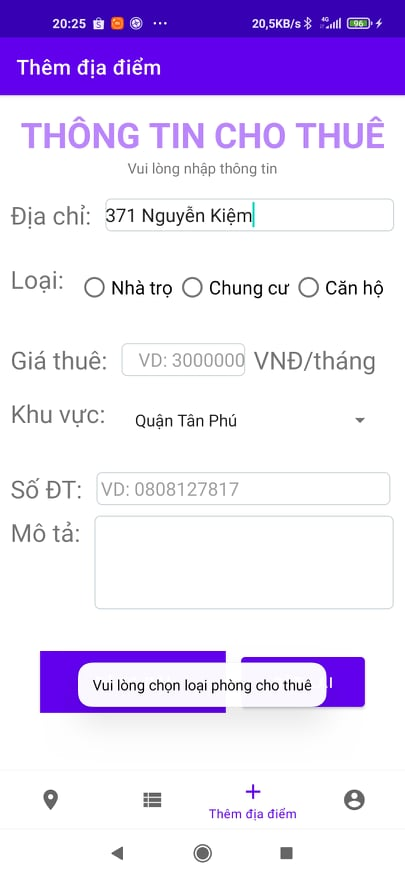 20:25
20,5KB/s 4G 96
Thêm địa điểm
THÔNG TIN CHO THUÊ
Vui lòng nhập thông tin
Địa chỉ: 371 Nguyễn Kiệm
Loại: Nhà trọ Chung cư Căn hộ
Giá thuê: VD: 3000000 VNĐ/tháng
Khu vực: Quận Tân Phú
Số ĐT: VD: 0808127817
Mô tả:
Vui lòng chọn loại phòng cho thuê
Thêm địa điểm